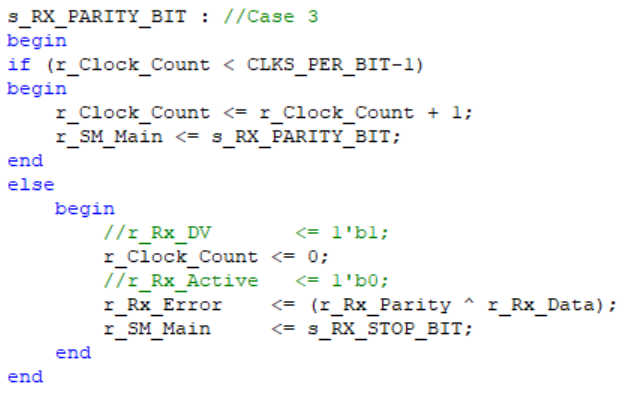 s_RX_PARITY_BIT : //Case 3
begin
if (r_Clock_Count < CLKS_PER_BIT-1)
begin
    r_Clock_Count <= r_Clock_Count + 1;
    r_SM_Main <= s_RX_PARITY_BIT;
end
else
    begin
        //r_Rx_DV       <= 1'b1;
        r_Clock_Count <= 0;
        //r_Rx_Active   <= 1'b0;
        r_Rx_Error    <= (r_Rx_Parity ^ r_Rx_Data);
        r_SM_Main     <= s_RX_STOP_BIT;
    end
end